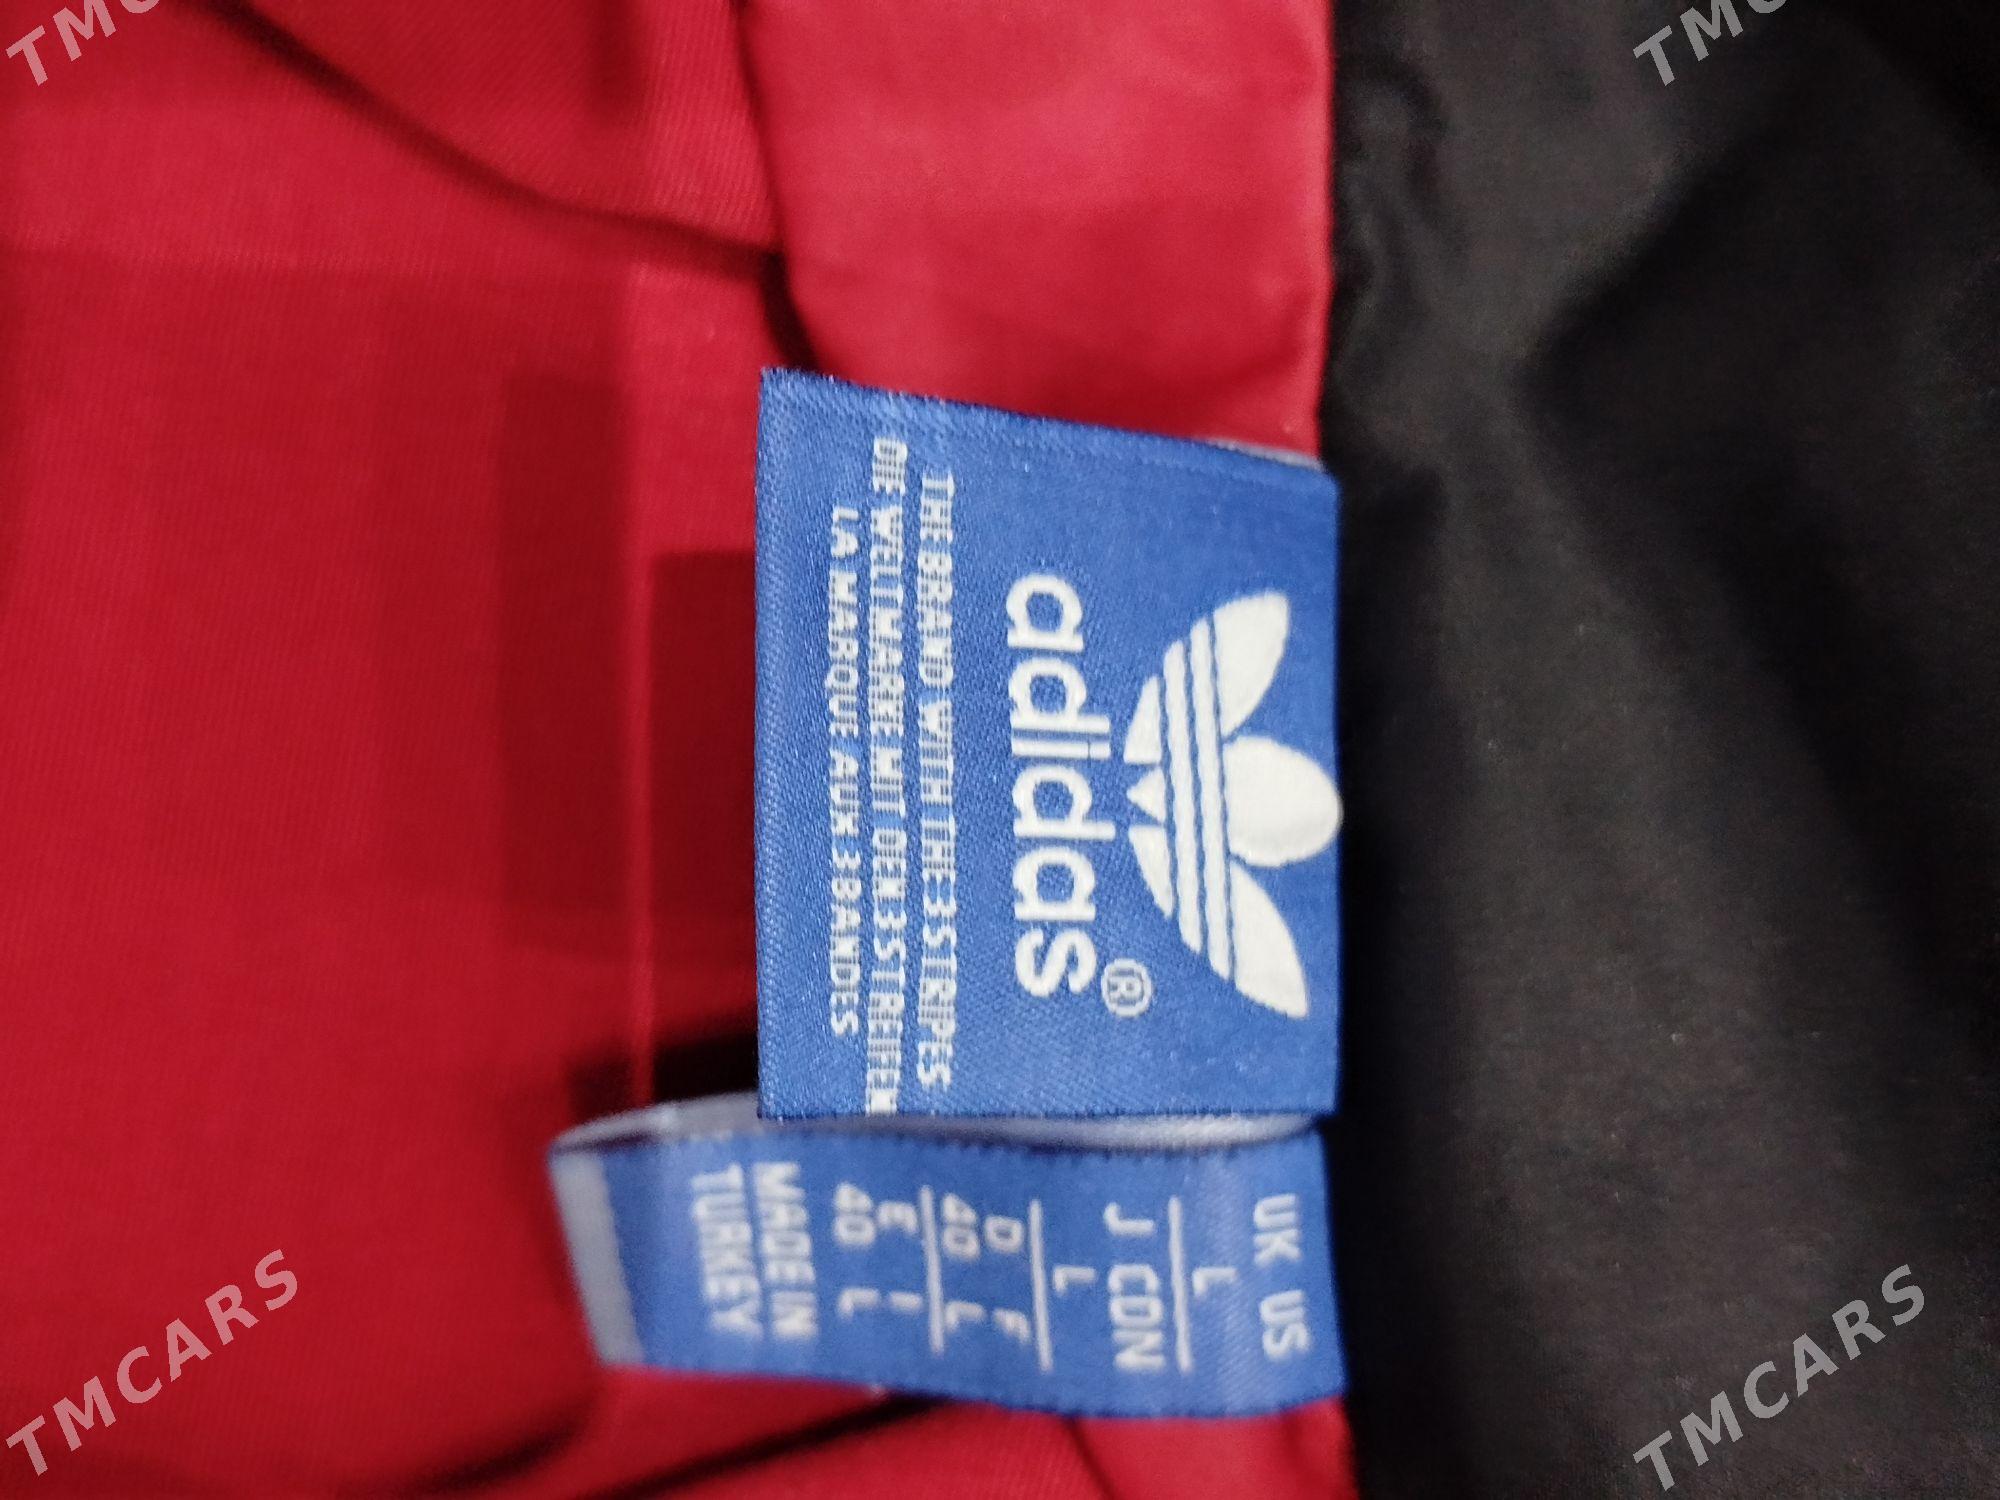 adidas®
THE BRAND WITH THE 3 STRIPES
DIE WELTMARKE MIT DEN 3 STREIFEN
LA MARQUE AUX 3 BANDES
UK US
L
J CDN
L
D F
40 L
E I
40 L
MADE IN
TURKEY
TMCARS
TMCARS
TMC
TMC